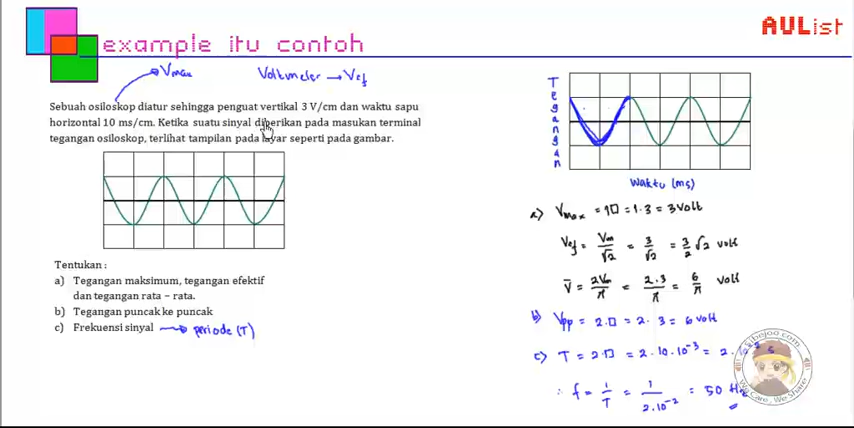 AUList
example itu contoh
Vmax
Voltmeter → Vef
Sebuah osiloskop diatur sehingga penguat vertikal 3 V/cm dan waktu sapu
horizontal 10 ms/cm. Ketika suatu sinyal diberikan pada masukan terminal
tegangan osiloskop, terlihat tampilan pada layar seperti pada gambar.
Tentukan :
a) Tegangan maksimum, tegangan efektif
dan tegangan rata – rata.
b) Tegangan puncak ke puncak
c) Frekuensi sinyal → periode (T)
Tegangan
Waktu (ms)
a) Vmax = 1□ = 1.3 = 3 Volt
Vef = Vm/√2 = 3/√2 = 3/2 √2 volt
V̄ = 2Vm/π = 2.3/π = 6/π Volt
b) Vpp = 2.□ = 2.3 = 6 Volt
c) T = 2.□ = 2.10.10⁻³ = 2.
∴ f = 1/T = 1/2.10⁻² = 50 Hz
We Care, We Share